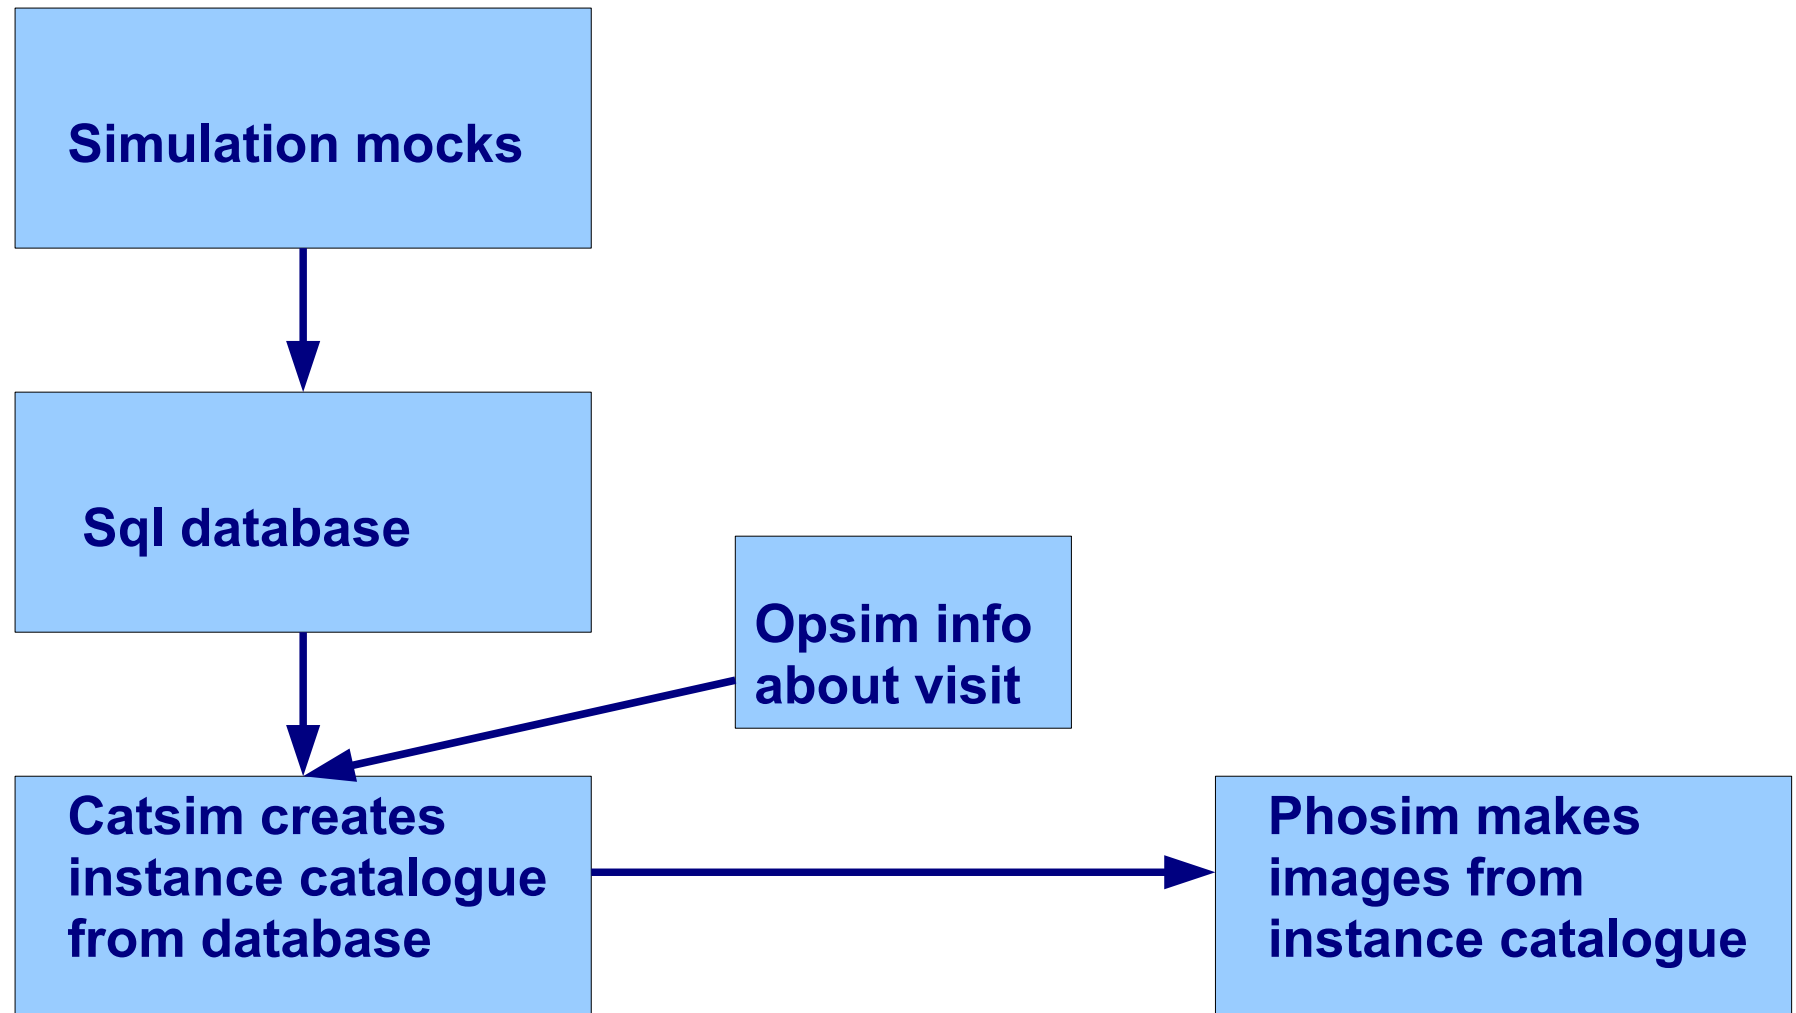 Simulation mocks
Sql database
Opsim info
about visit
Catsim creates
instance catalogue
from database
Phosim makes
images from
instance catalogue